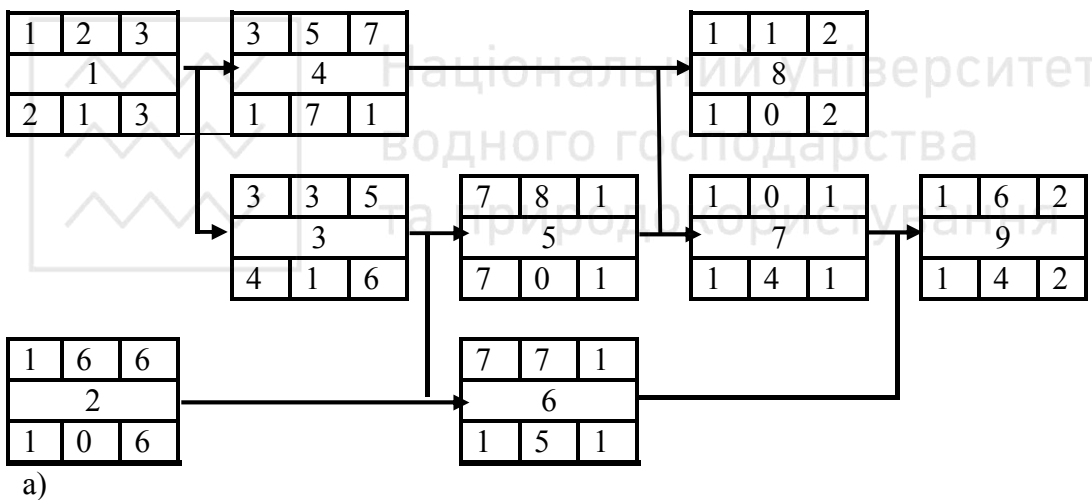 1 2 3
1
2 1 3
3 5 7
4
1 7 1
1 1 2
8
1 0 2
3 3 5
3
4 1 6
7 8 1
5
7 0 1
1 0 1
7
1 4 1
1 6 2
9
1 4 2
1 6 6
2
1 0 6
7 7 1
6
1 5 1
а)
Національний університет
водного господарства
та природокористування